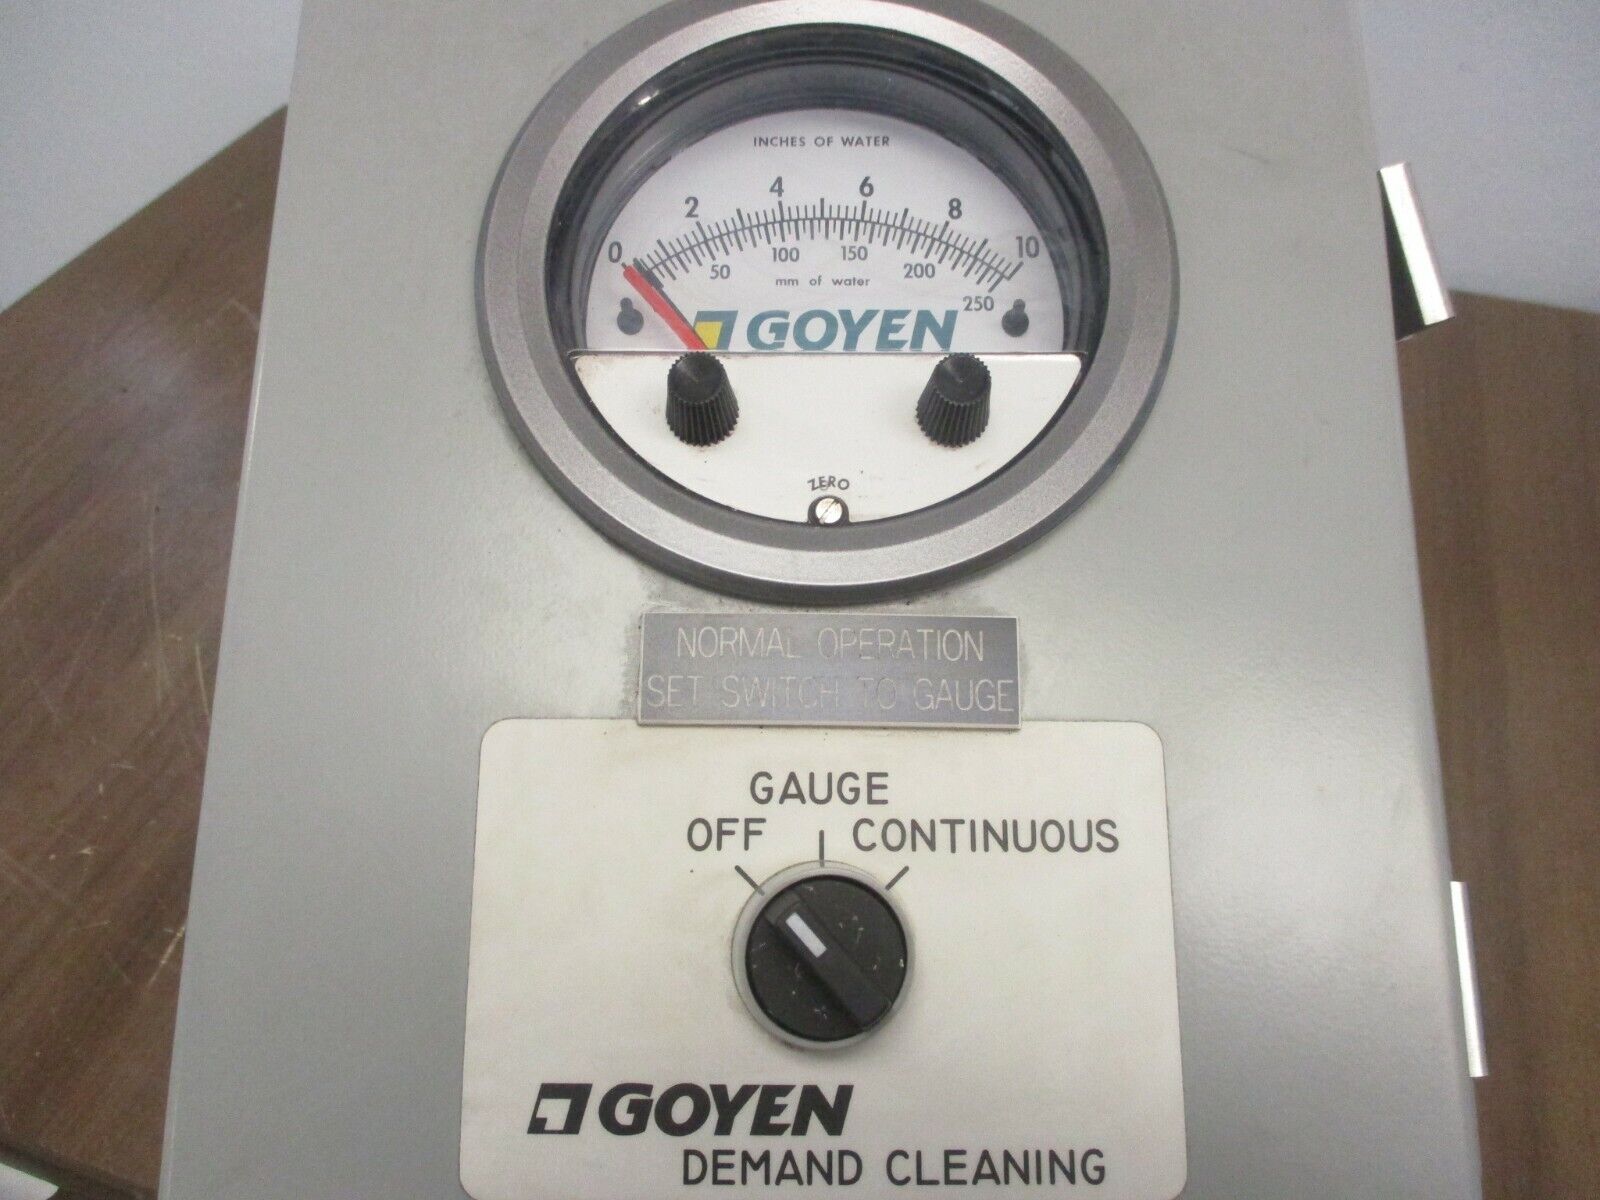 INCHES OF WATER
0 2 4 6 8 10
50 100 150 200 250
mm of water
GOYEN
ZERO
NORMAL OPERATION
SET SWITCH TO GAUGE
GAUGE
OFF CONTINUOUS
GOYEN
DEMAND CLEANING